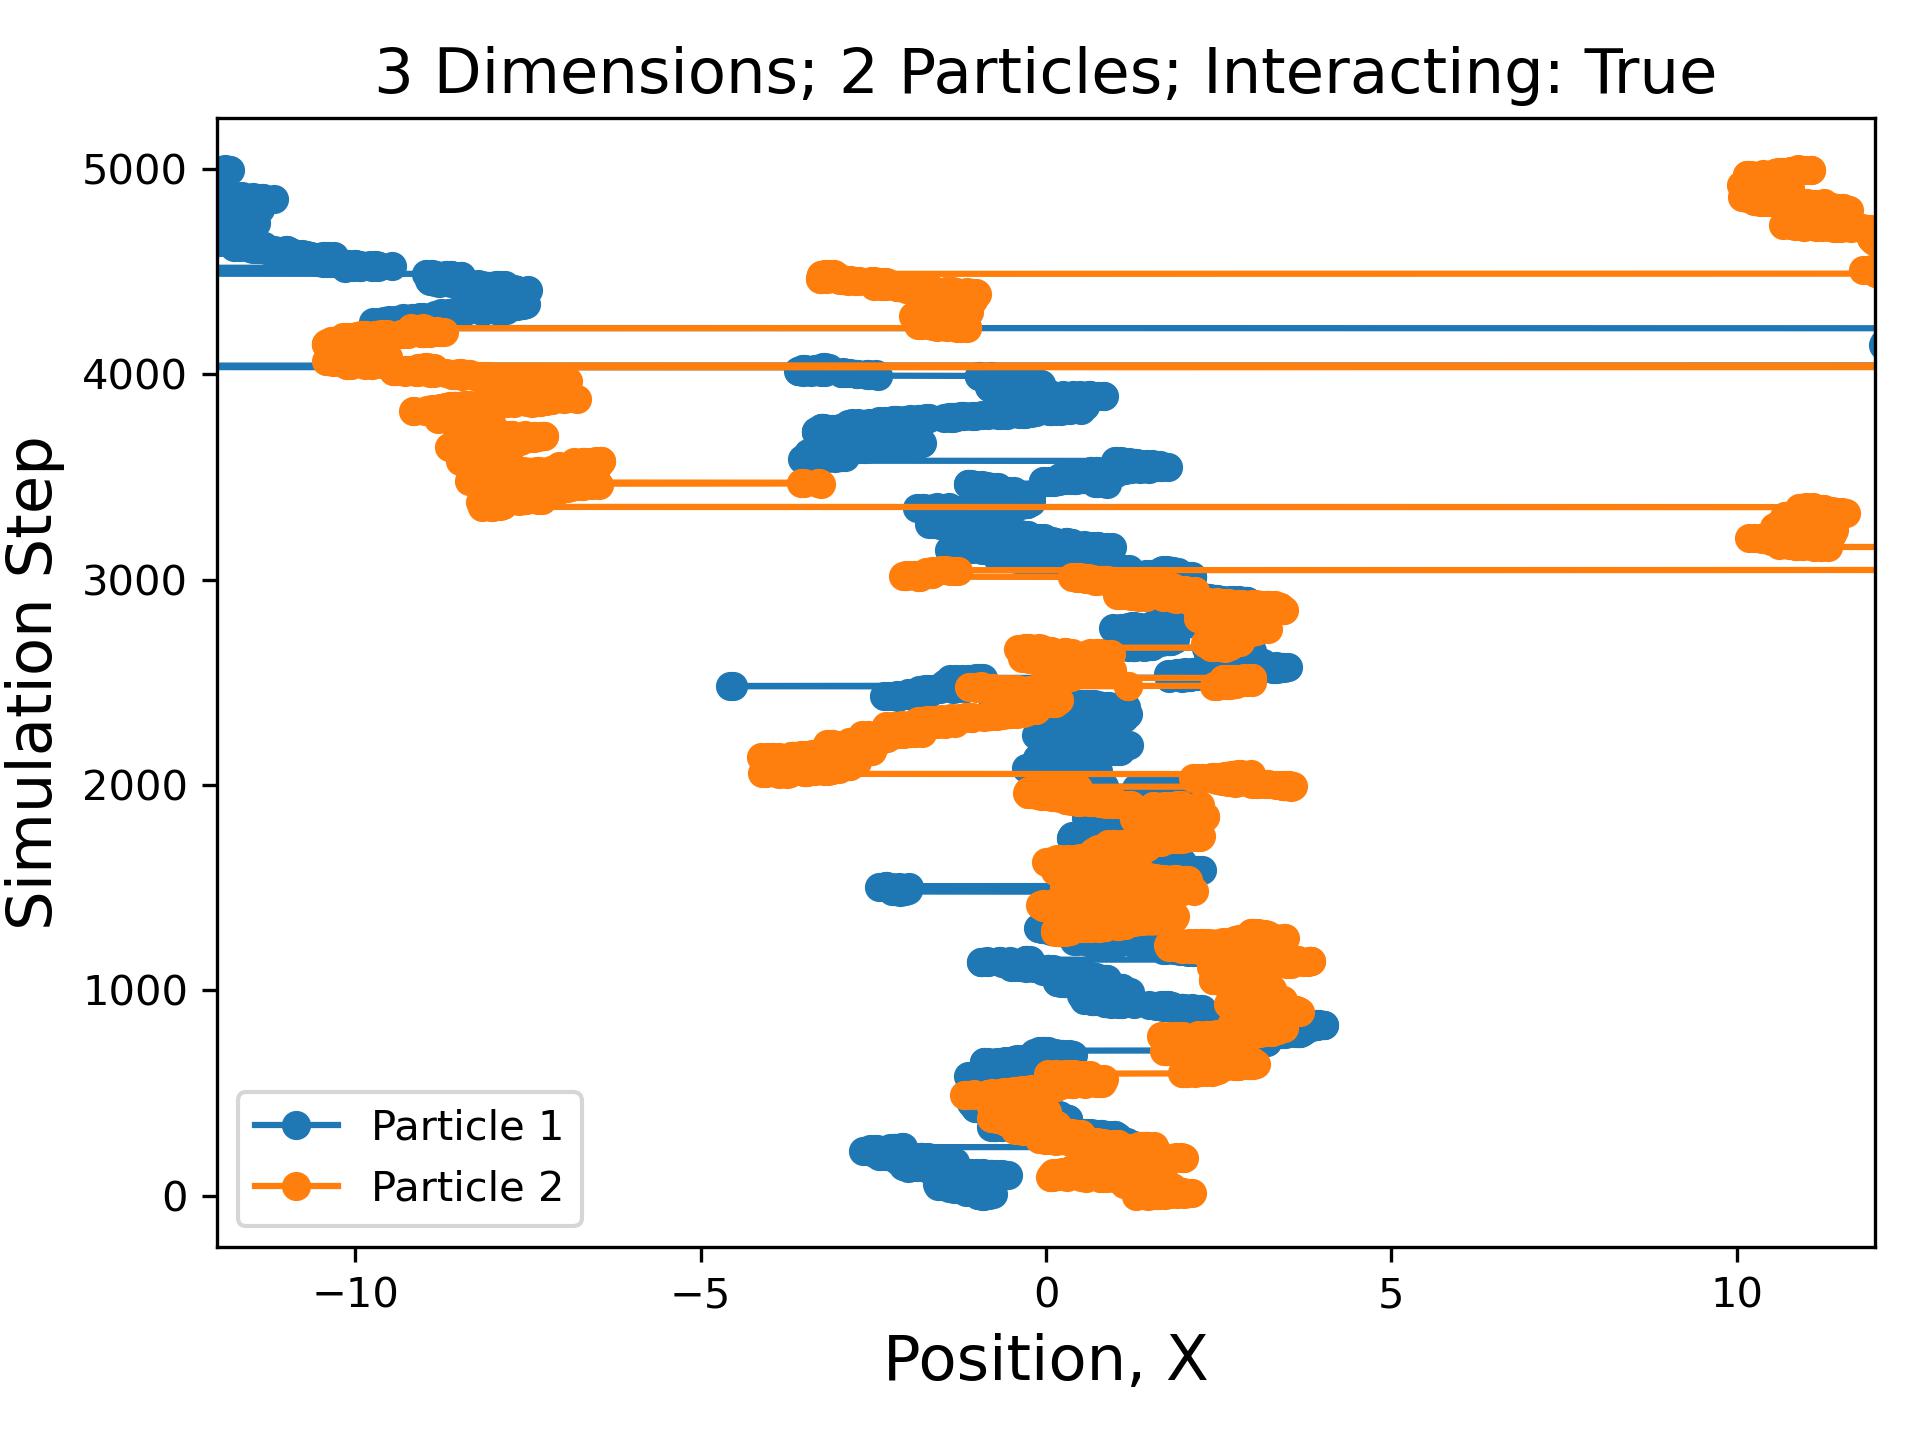 3 Dimensions; 2 Particles; Interacting: True
5000
4000
3000
2000
1000
0
Simulation Step
Particle 1
Particle 2
−10
−5
0
5
10
Position, X